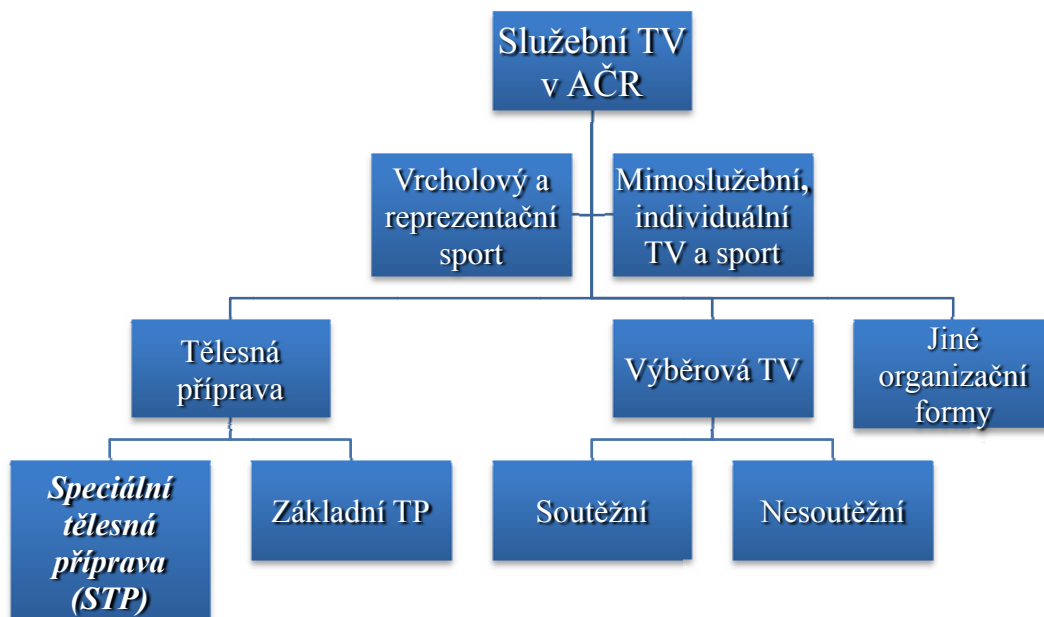 Služební TV
v AČR
Vrcholový a
reprezentační
sport
Mimoslužební,
individuální
TV a sport
Tělesná
příprava
Výběrová TV
Jiné
organizační
formy
Speciální
tělesná
příprava
(STP)
Základní TP
Soutěžní
Nesoutěžní